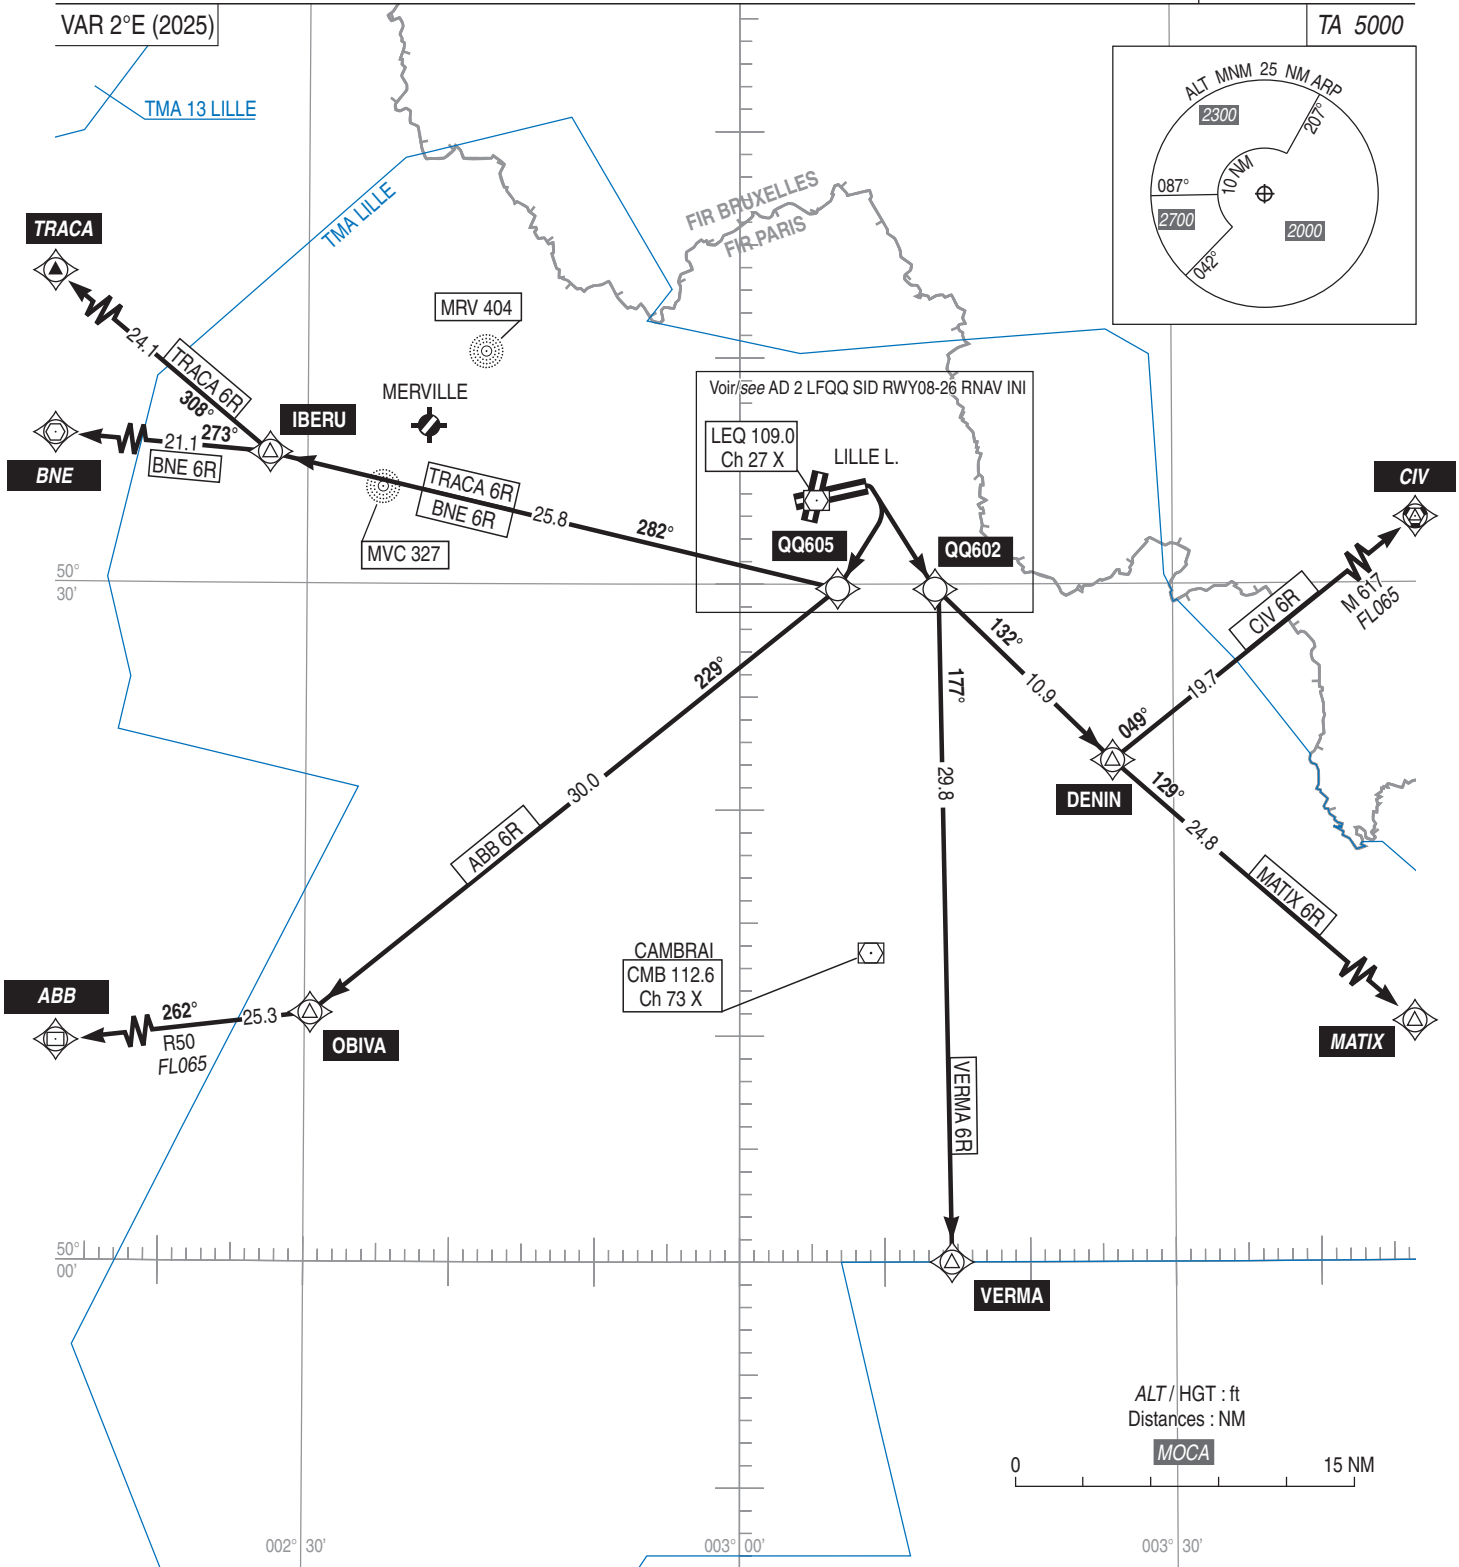 VAR 2°E (2025)
TA 5000
TMA 13 LILLE
ALT MNM 25 NM ARP
2300
207°
10 NM
087°
2700
2000
042°
TMA LILLE
FIR BRUXELLES
FIR PARIS
TRACA
MRV 404
24.1
TRACA 6R
308°
MERVILLE
Voir/see AD 2 LFQQ SID RWY08-26 RNAV INI
IBERU
273°
21.1
BNE 6R
BNE
LEQ 109.0
Ch 27 X
LILLE L.
TRACA 6R
BNE 6R
25.8
282°
MVC 327
QQ605
QQ602
CIV
50°
30'
CIV 6R
M 617
FL065
132°
229°
177°
10.9
19.7
049°
30.0
29.8
DENIN
129°
24.8
ABB 6R
MATIX 6R
CAMBRAI
CMB 112.6
Ch 73 X
ABB
262°
25.3
R50
FL065
OBIVA
MATIX
VERMA 6R
50°
00'
VERMA
ALT / HGT : ft
Distances : NM
MOCA
0
15 NM
002° 30'
003° 00'
003° 30'